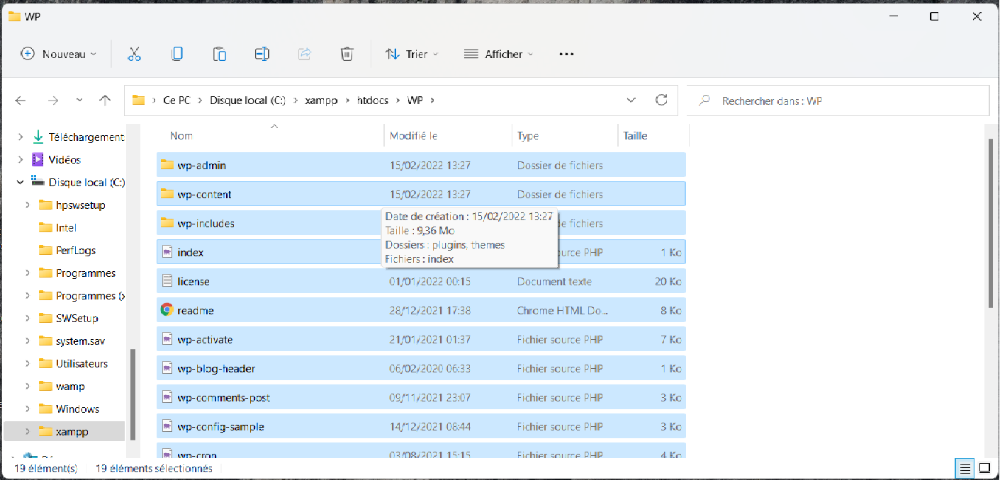 WP
Nouveau Trier Afficher
Ce PC > Disque local (C:) > xampp > htdocs > WP >
Rechercher dans : WP
Téléchargement
Vidéos
Disque local (C:)
hpswsetup
Intel
PerfLogs
Programmes
Programmes (x
SWSetup
system.sav
Utilisateurs
wamp
Windows
xampp
Nom Modifié le Type Taille
wp-admin 15/02/2022 13:27 Dossier de fichiers
wp-content 15/02/2022 13:27 Dossier de fichiers
wp-includes de fichiers
index source PHP 1 Ko
Date de création : 15/02/2022 13:27
Taille : 9,36 Mo
Dossiers : plugins, themes
Fichiers : index
license 01/01/2022 00:15 Document texte 20 Ko
readme 28/12/2021 17:38 Chrome HTML Do... 8 Ko
wp-activate 21/01/2021 01:37 Fichier source PHP 7 Ko
wp-blog-header 06/02/2020 06:33 Fichier source PHP 1 Ko
wp-comments-post 09/11/2021 23:07 Fichier source PHP 3 Ko
wp-config-sample 14/12/2021 08:44 Fichier source PHP 3 Ko
wp-cron 03/08/2021 15:15 Fichier source PHP 4 Ko
19 élément(s) 19 éléments sélectionnés